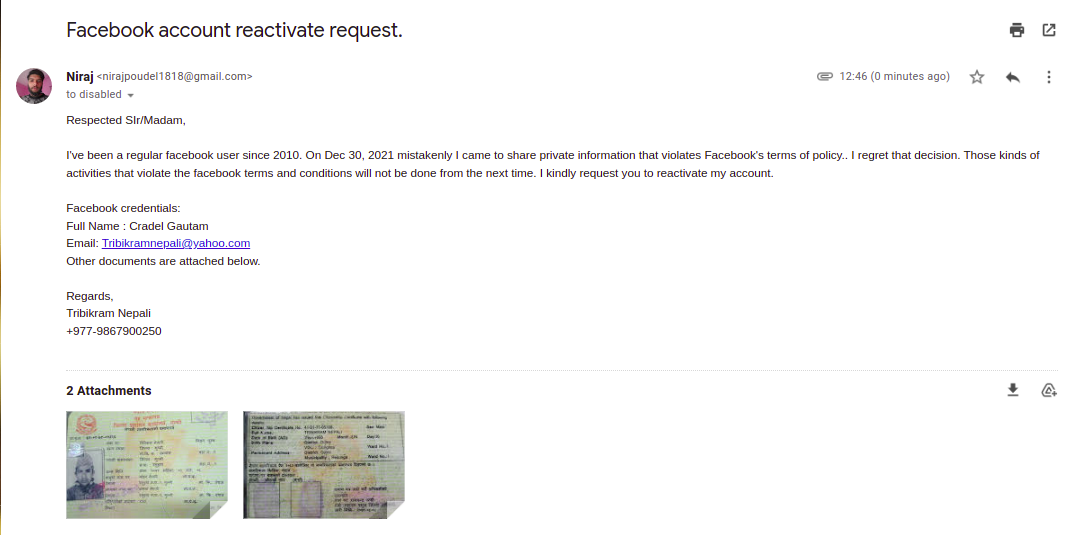 Facebook account reactivate request.
Niraj <nirajpoudel1818@gmail.com>
12:46 (0 minutes ago)
to disabled
Respected SIr/Madam,
I've been a regular facebook user since 2010. On Dec 30, 2021 mistakenly I came to share private information that violates Facebook's terms of policy.. I regret that decision. Those kinds of
activities that violate the facebook terms and conditions will not be done from the next time. I kindly request you to reactivate my account.
Facebook credentials:
Full Name : Cradel Gautam
Email: Tribikramnepali@yahoo.com
Other documents are attached below.
Regards,
Tribikram Nepali
+977-9867900250
2 Attachments